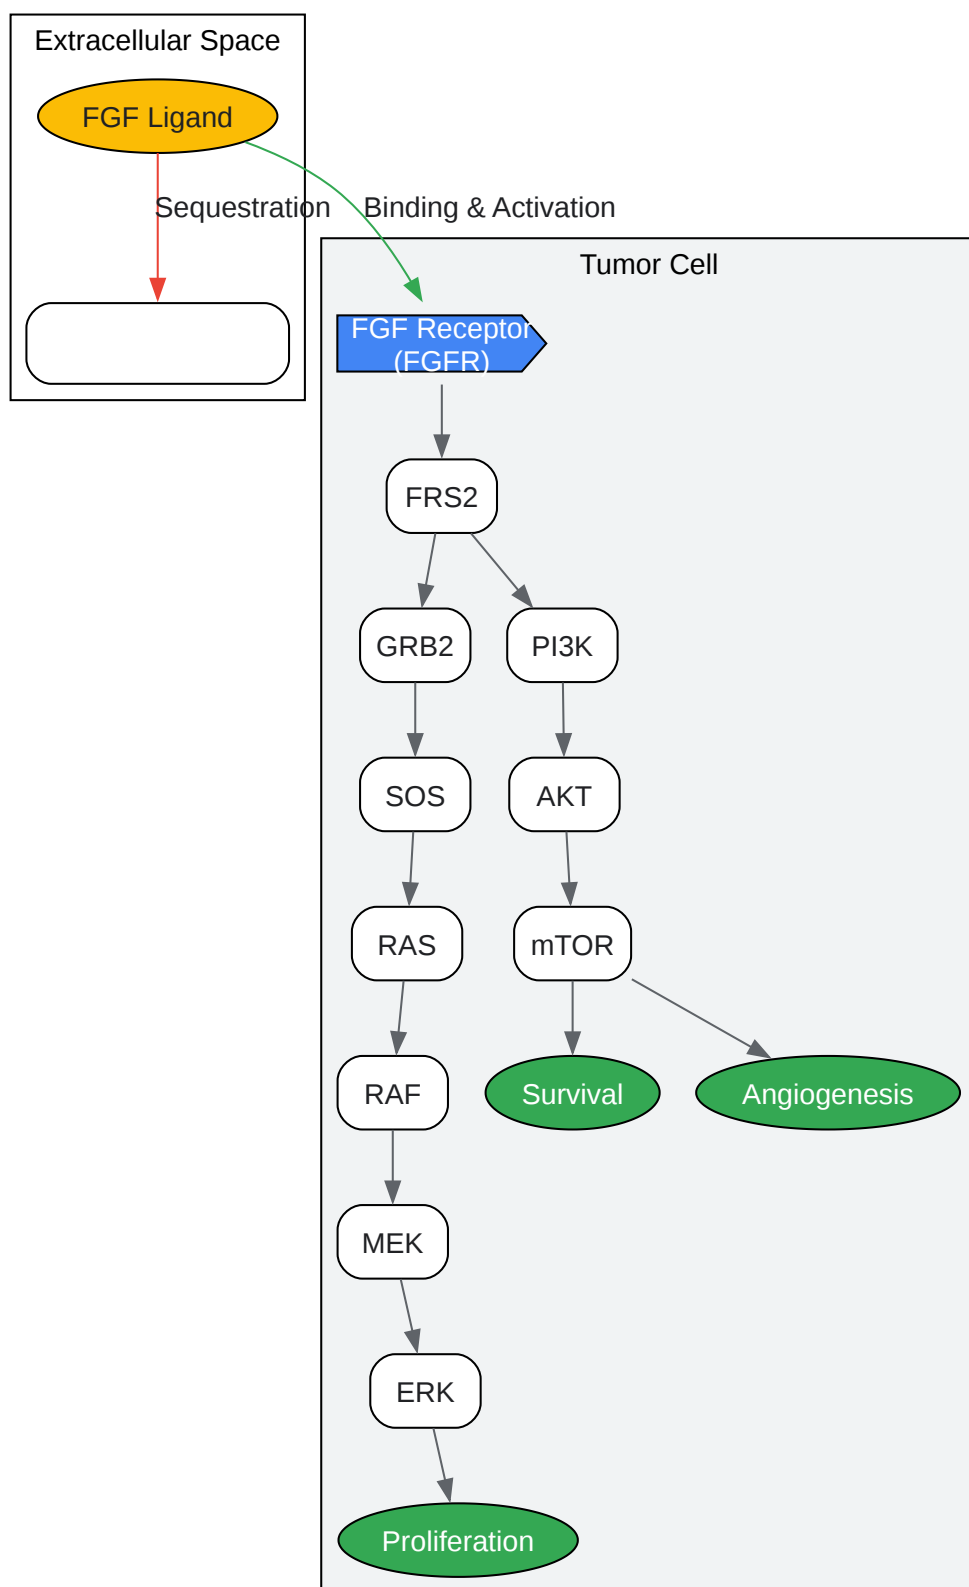 Extracellular Space
FGF Ligand
Sequestration
Binding & Activation
Tumor Cell
FGF Receptor
(FGFR)
FRS2
GRB2
PI3K
SOS
AKT
RAS
mTOR
RAF
Survival
Angiogenesis
MEK
ERK
Proliferation